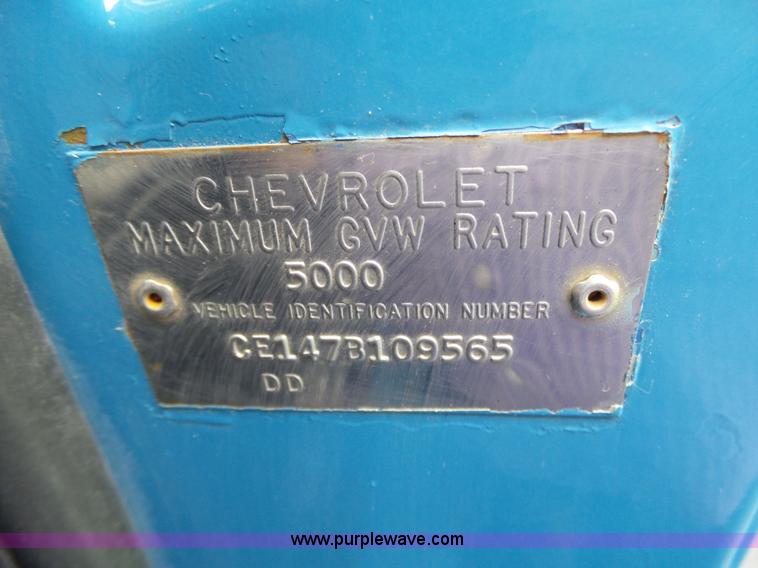 CHEVROLET
MAXIMUM GVW RATING
5000
VEHICLE IDENTIFICATION NUMBER
CE147B109565
DD
www.purplewave.com